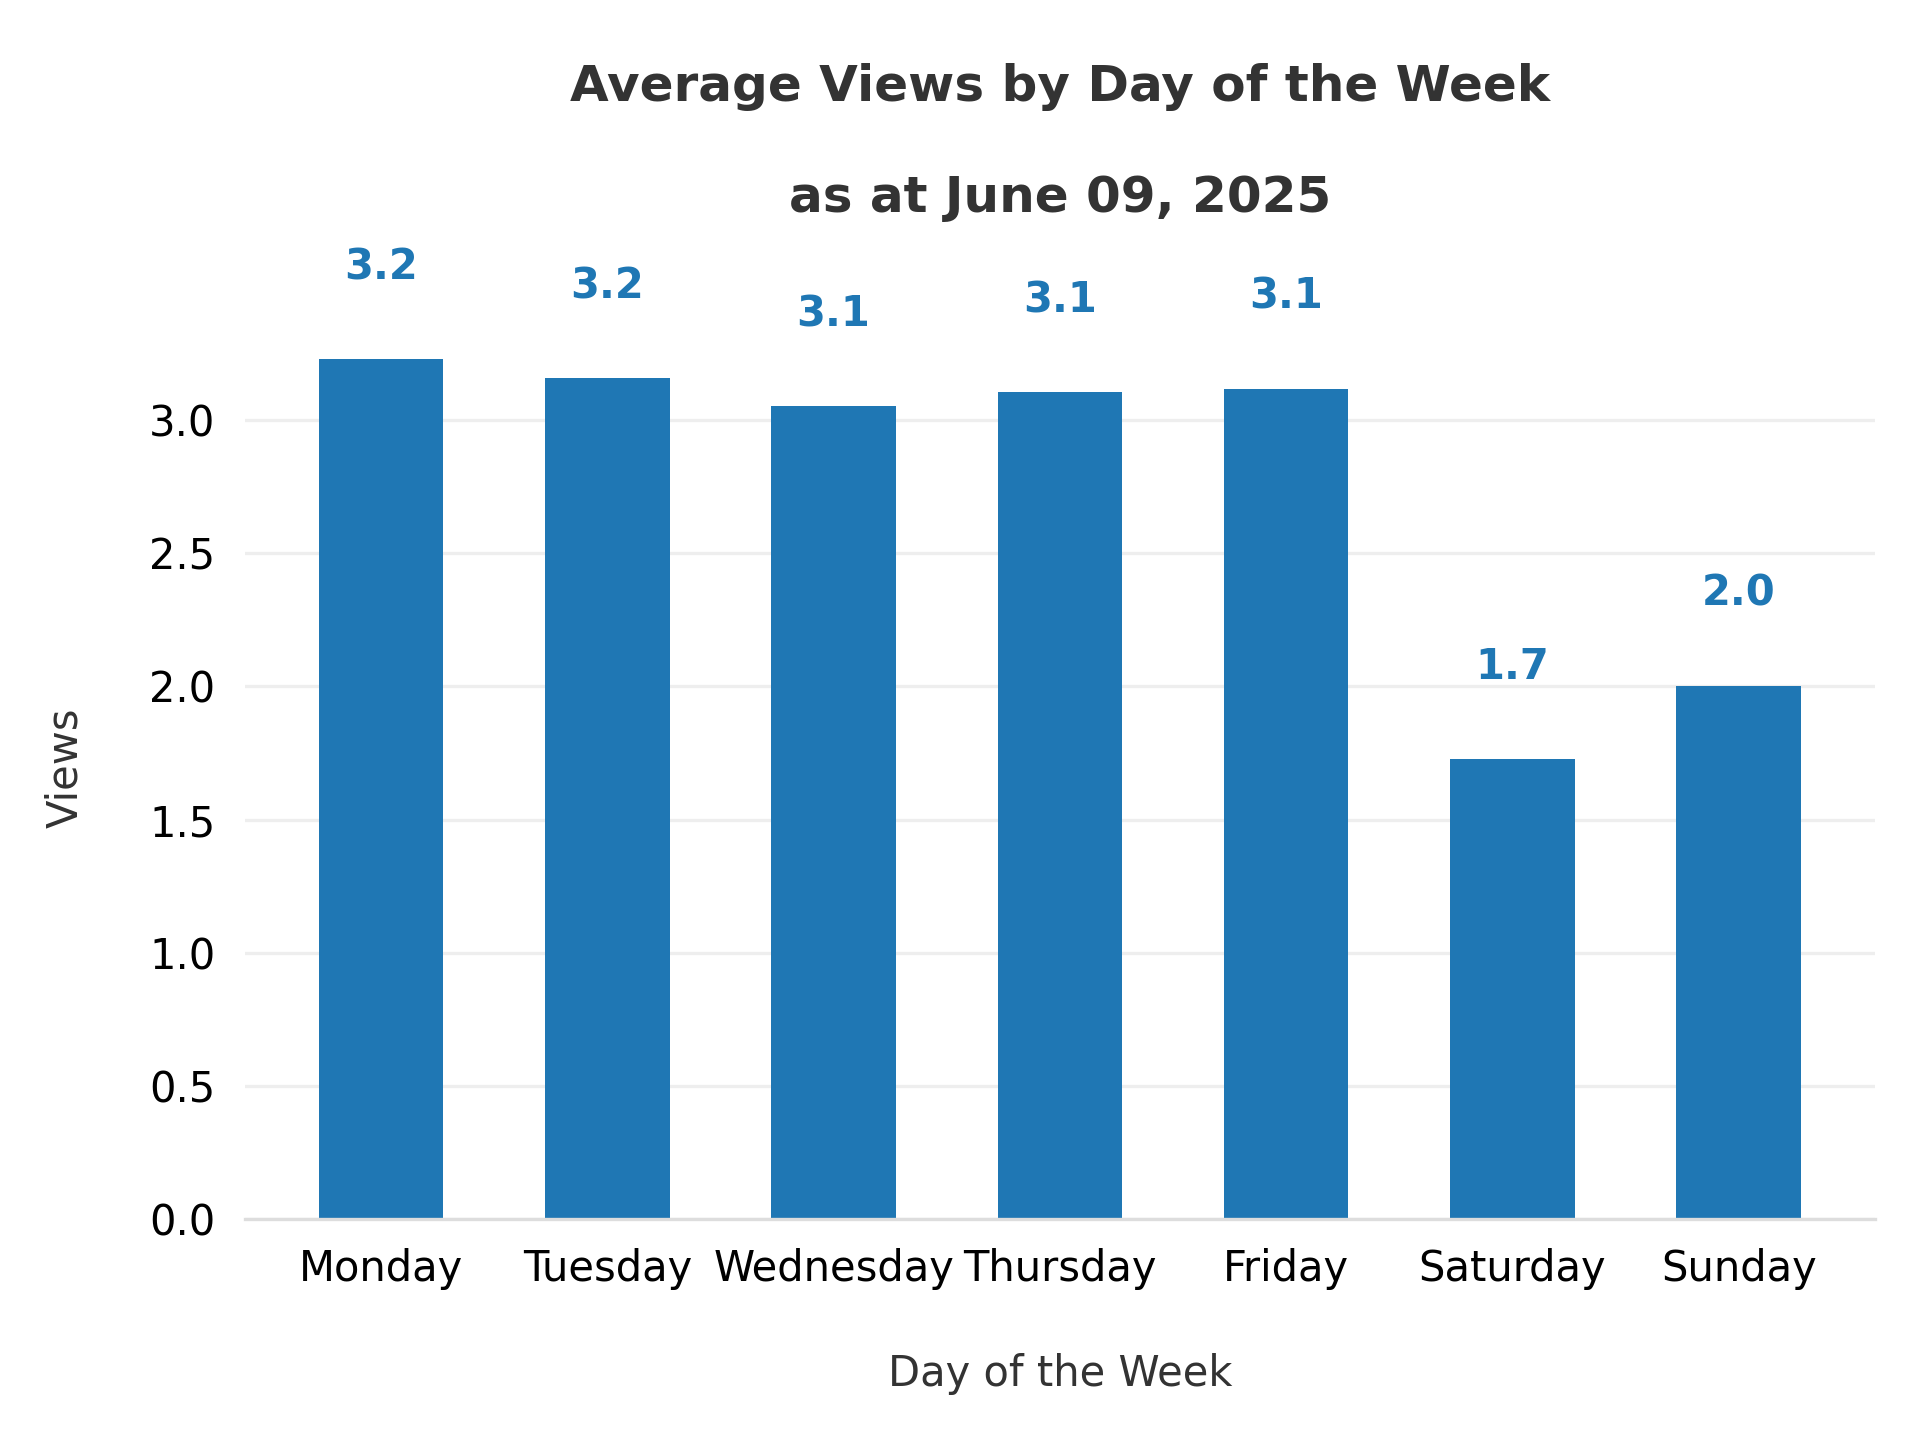 Average Views by Day of the Week
as at June 09, 2025
3.2
3.2
3.1
3.1
3.1
1.7
2.0
3.0
2.5
2.0
1.5
1.0
0.5
0.0
Views
Monday Tuesday Wednesday Thursday Friday Saturday Sunday
Day of the Week